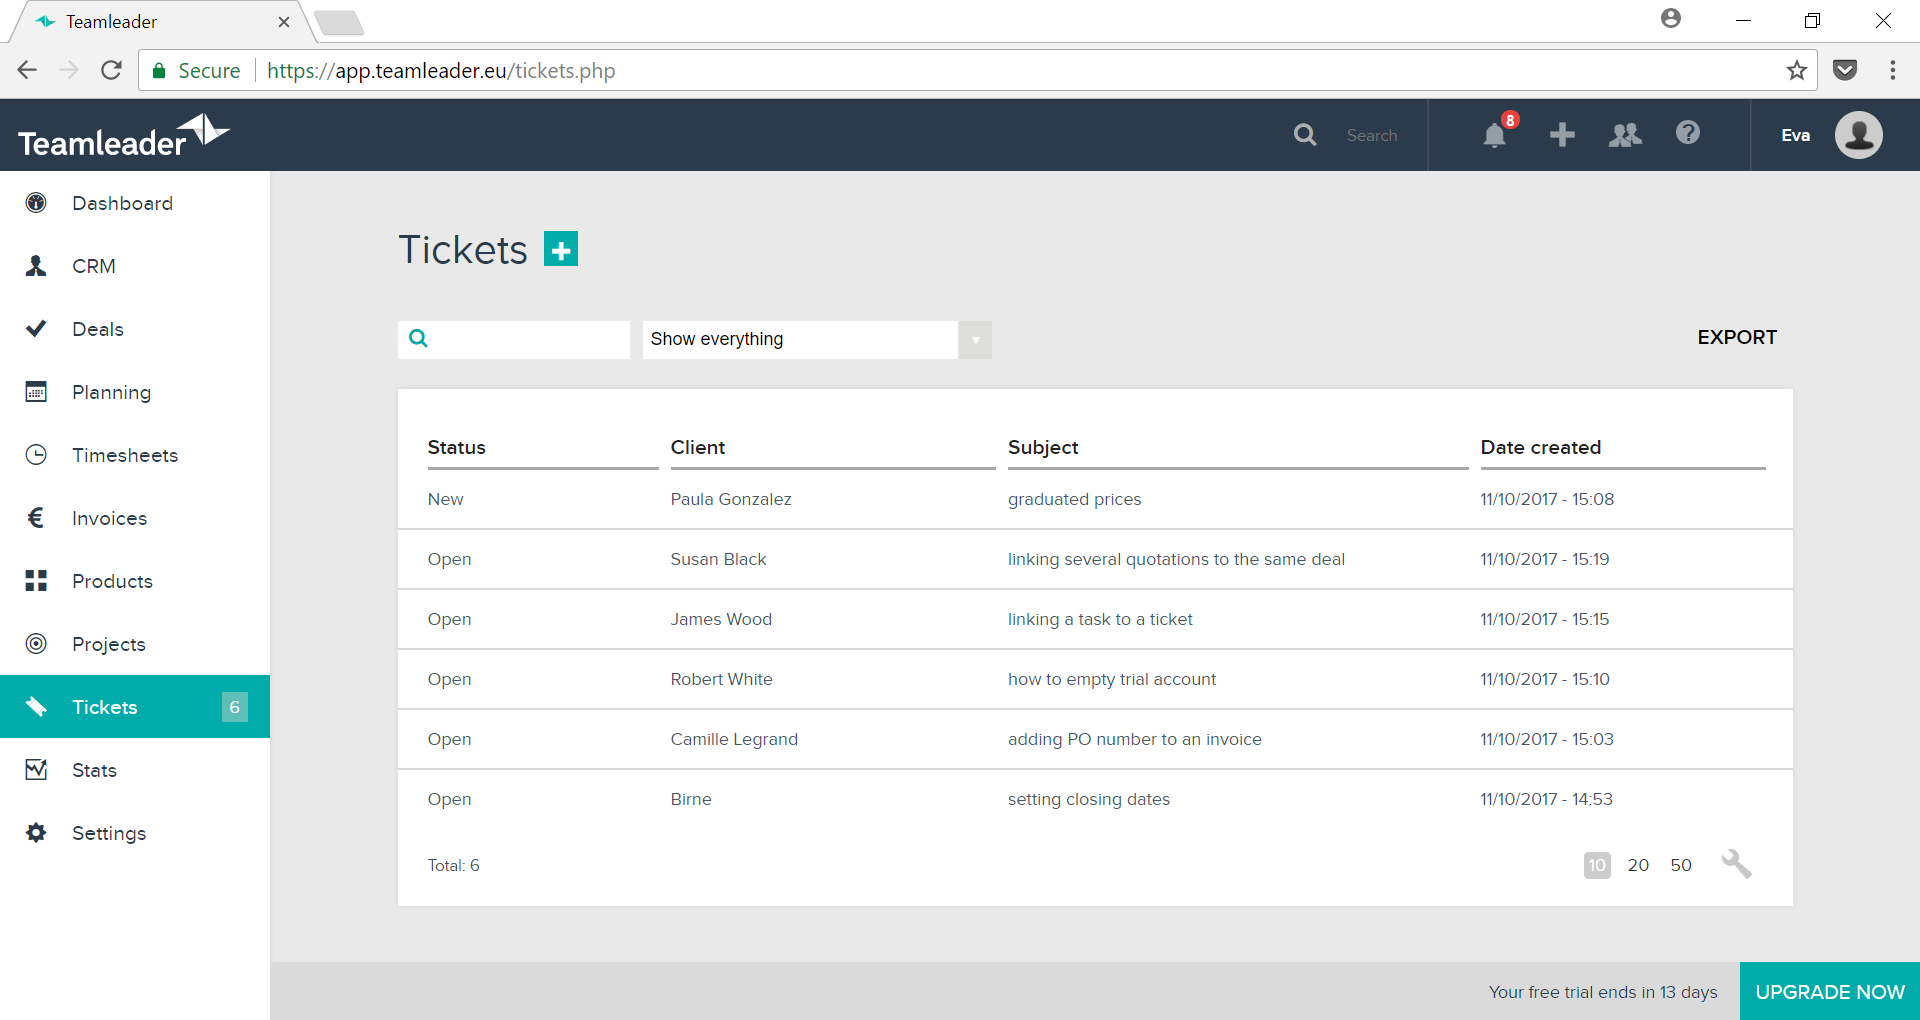 Teamleader
Secure https://app.teamleader.eu/tickets.php
Teamleader
Search
8
Eva
Dashboard
CRM
Deals
Planning
Timesheets
Invoices
Products
Projects
Tickets 6
Stats
Settings
Tickets
Show everything
EXPORT
Status Client Subject Date created
New Paula Gonzalez graduated prices 11/10/2017 - 15:08
Open Susan Black linking several quotations to the same deal 11/10/2017 - 15:19
Open James Wood linking a task to a ticket 11/10/2017 - 15:15
Open Robert White how to empty trial account 11/10/2017 - 15:10
Open Camille Legrand adding PO number to an invoice 11/10/2017 - 15:03
Open Birne setting closing dates 11/10/2017 - 14:53
Total: 6 10 20 50
Your free trial ends in 13 days UPGRADE NOW